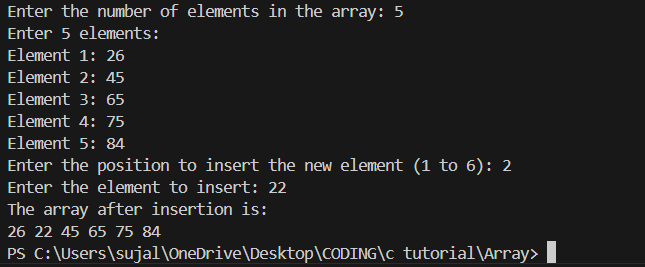 Enter the number of elements in the array: 5
Enter 5 elements:
Element 1: 26
Element 2: 45
Element 3: 65
Element 4: 75
Element 5: 84
Enter the position to insert the new element (1 to 6): 2
Enter the element to insert: 22
The array after insertion is:
26 22 45 65 75 84
PS C:\Users\sujal\OneDrive\Desktop\CODING\c tutorial\Array>